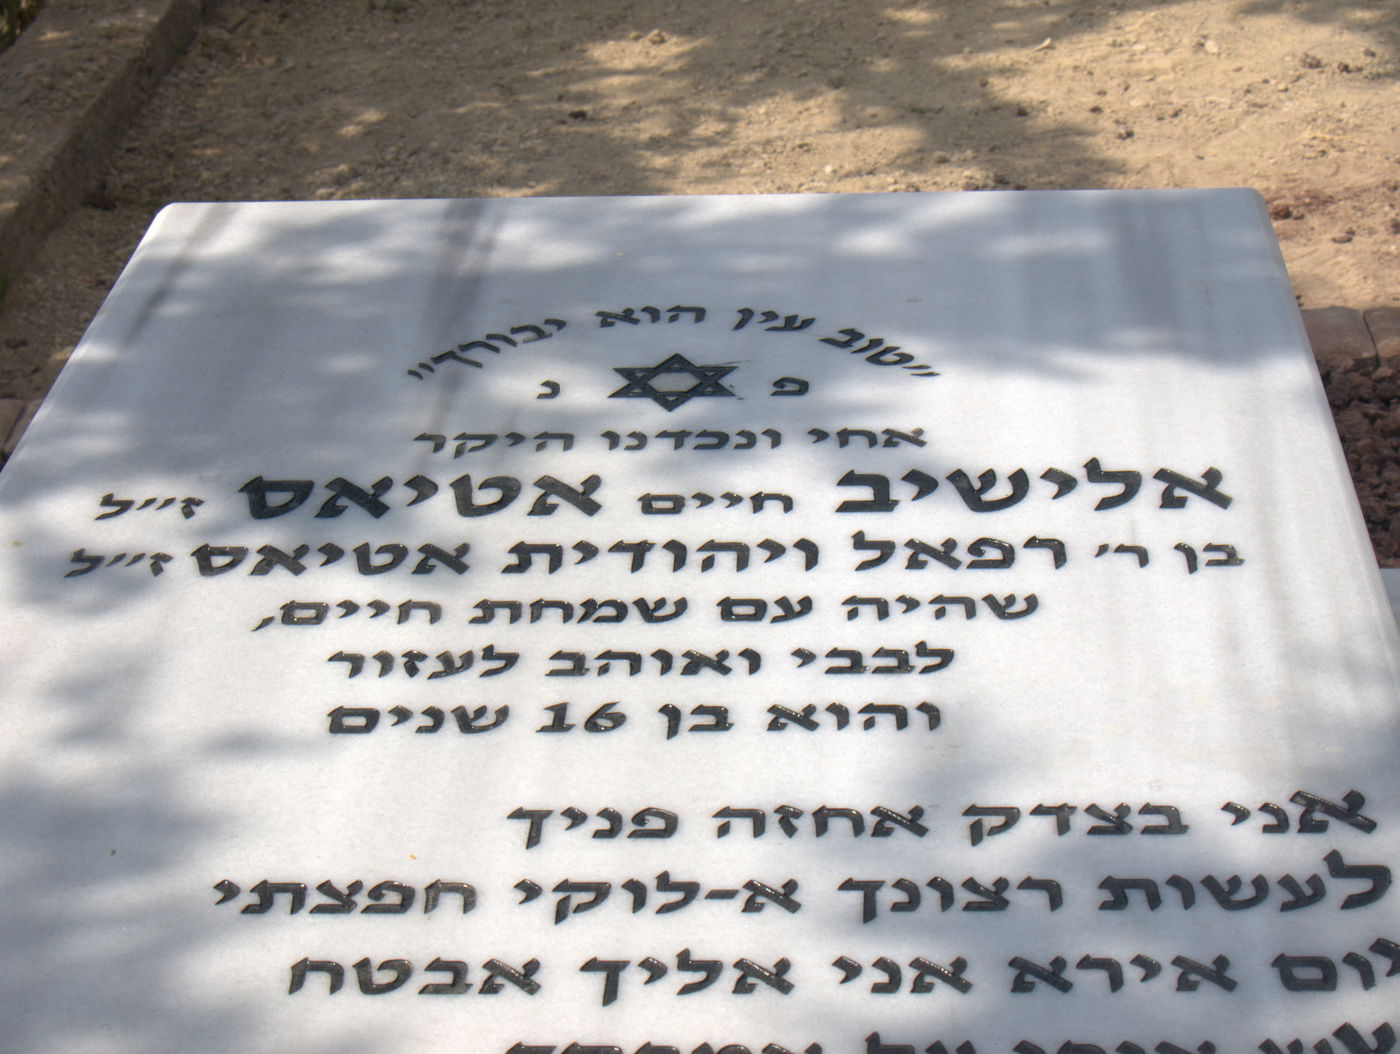 "טוב עין הוא יבורך"
פ נ
אחי ונכדנו היקר
אלישיב חיים אטיאס ז"ל
בן ר' רפאל ויהודית אטיאס ז"ל
שהיה עם שמחת חיים,
לבבי ואוהב לעזור
והוא בן 16 שנים
אני בצדק אחזה פניך
לעשות רצונך א-לוקי חפצתי
יום אירא אני אליך אבטח